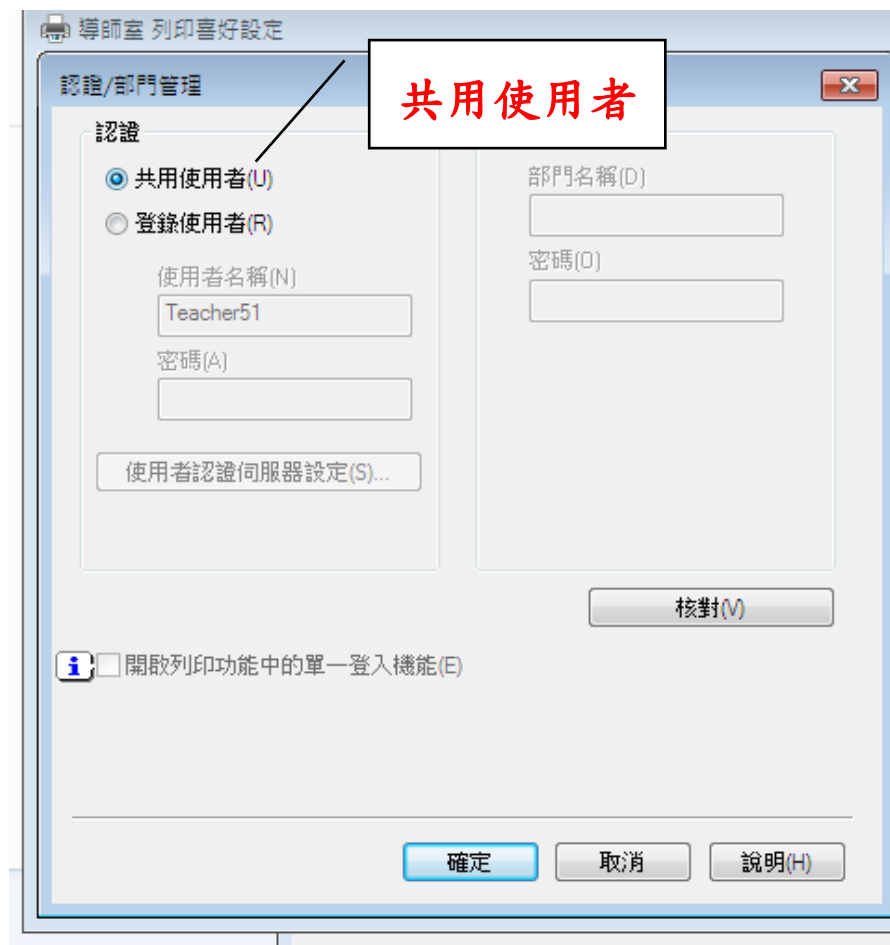 導師室 列印喜好設定
認證/部門管理
共用使用者
認證
共用使用者(U)
登錄使用者(R)
使用者名稱(N)
Teacher51
密碼(A)
使用者認證伺服器設定(S)...
部門名稱(D)
密碼(O)
核對(V)
開啟列印功能中的單一登入機能(E)
確定
取消
說明(H)